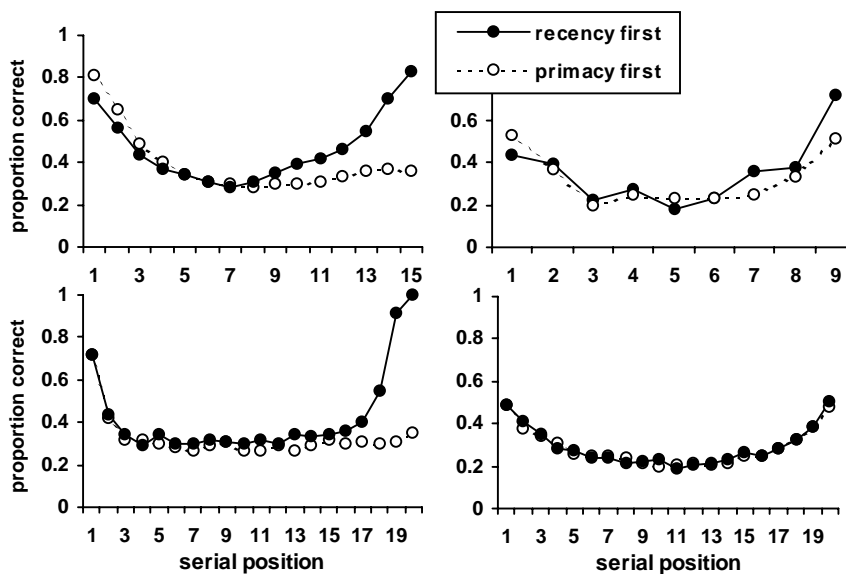 1
0.8
0.6
0.4
0.2
0
proportion correct
1 3 5 7 9 11 13 15
recency first
primacy first
0.6
0.4
0.2
0
1 2 3 4 5 6 7 8 9
1
0.8
0.6
0.4
0.2
0
proportion correct
1 3 5 7 9 11 13 15 17 19
serial position
1
0.8
0.6
0.4
0.2
0
1 3 5 7 9 11 13 15 17 19
serial position